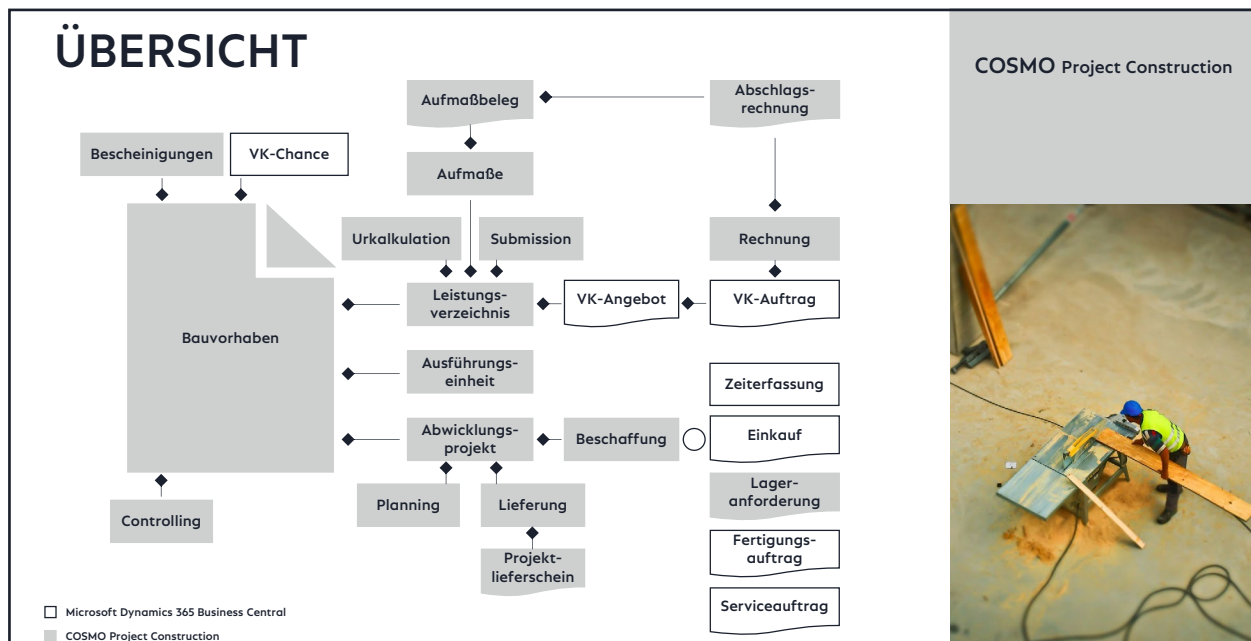 ÜBERSICHT
COSMO Project Construction
Aufmaßbeleg
Abschlags-
rechnung
Bescheinigungen
VK-Chance
Aufmaße
Urkalkulation
Submission
Rechnung
Leistungs-
verzeichnis
VK-Angebot
VK-Auftrag
Bauvorhaben
Ausführungs-
einheit
Zeiterfassung
Abwicklungs-
projekt
Beschaffung
Einkauf
Planning
Lieferung
Lager-
anforderung
Controlling
Projekt-
lieferschein
Fertigungs-
auftrag
Serviceauftrag
Microsoft Dynamics 365 Business Central
COSMO Project Construction